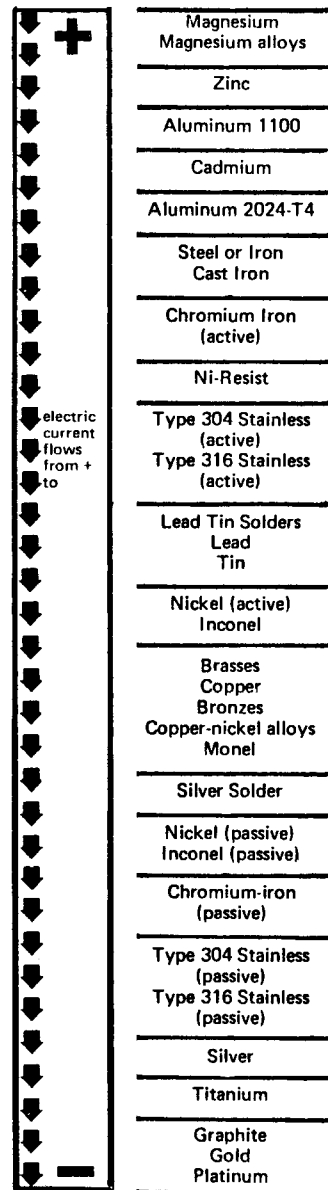 +
Magnesium
Magnesium alloys
Zinc
Aluminum 1100
Cadmium
Aluminum 2024-T4
Steel or Iron
Cast Iron
Chromium Iron
(active)
Ni-Resist
electric
current
flows
from +
to
Type 304 Stainless
(active)
Type 316 Stainless
(active)
Lead Tin Solders
Lead
Tin
Nickel (active)
Inconel
Brasses
Copper
Bronzes
Copper-nickel alloys
Monel
Silver Solder
Nickel (passive)
Inconel (passive)
Chromium-iron
(passive)
Type 304 Stainless
(passive)
Type 316 Stainless
(passive)
Silver
Titanium
Graphite
Gold
Platinum
−